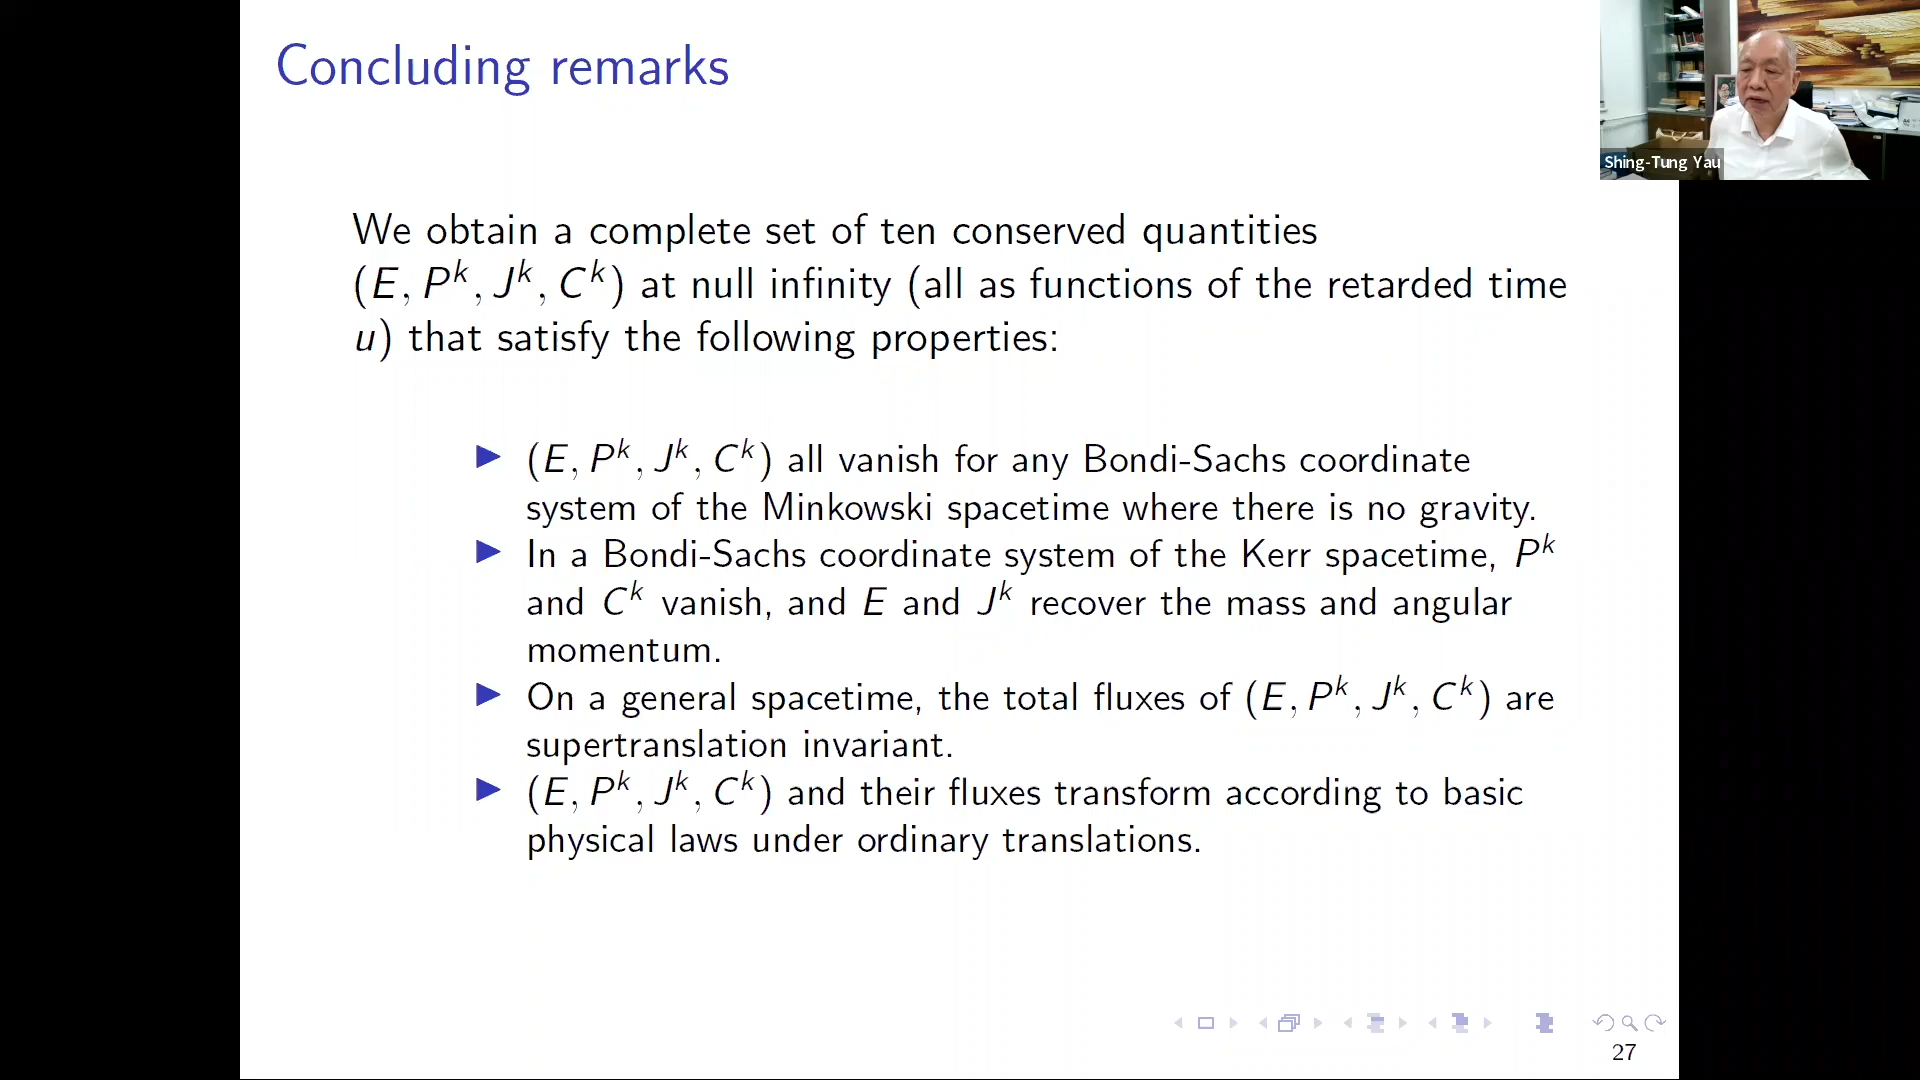 Concluding remarks
Shing-Tung Yau
We obtain a complete set of ten conserved quantities
(E, P^k, J^k, C^k) at null infinity (all as functions of the retarded time
u) that satisfy the following properties:
▶ (E, P^k, J^k, C^k) all vanish for any Bondi-Sachs coordinate
system of the Minkowski spacetime where there is no gravity.
▶ In a Bondi-Sachs coordinate system of the Kerr spacetime, P^k
and C^k vanish, and E and J^k recover the mass and angular
momentum.
▶ On a general spacetime, the total fluxes of (E, P^k, J^k, C^k) are
supertranslation invariant.
▶ (E, P^k, J^k, C^k) and their fluxes transform according to basic
physical laws under ordinary translations.
27